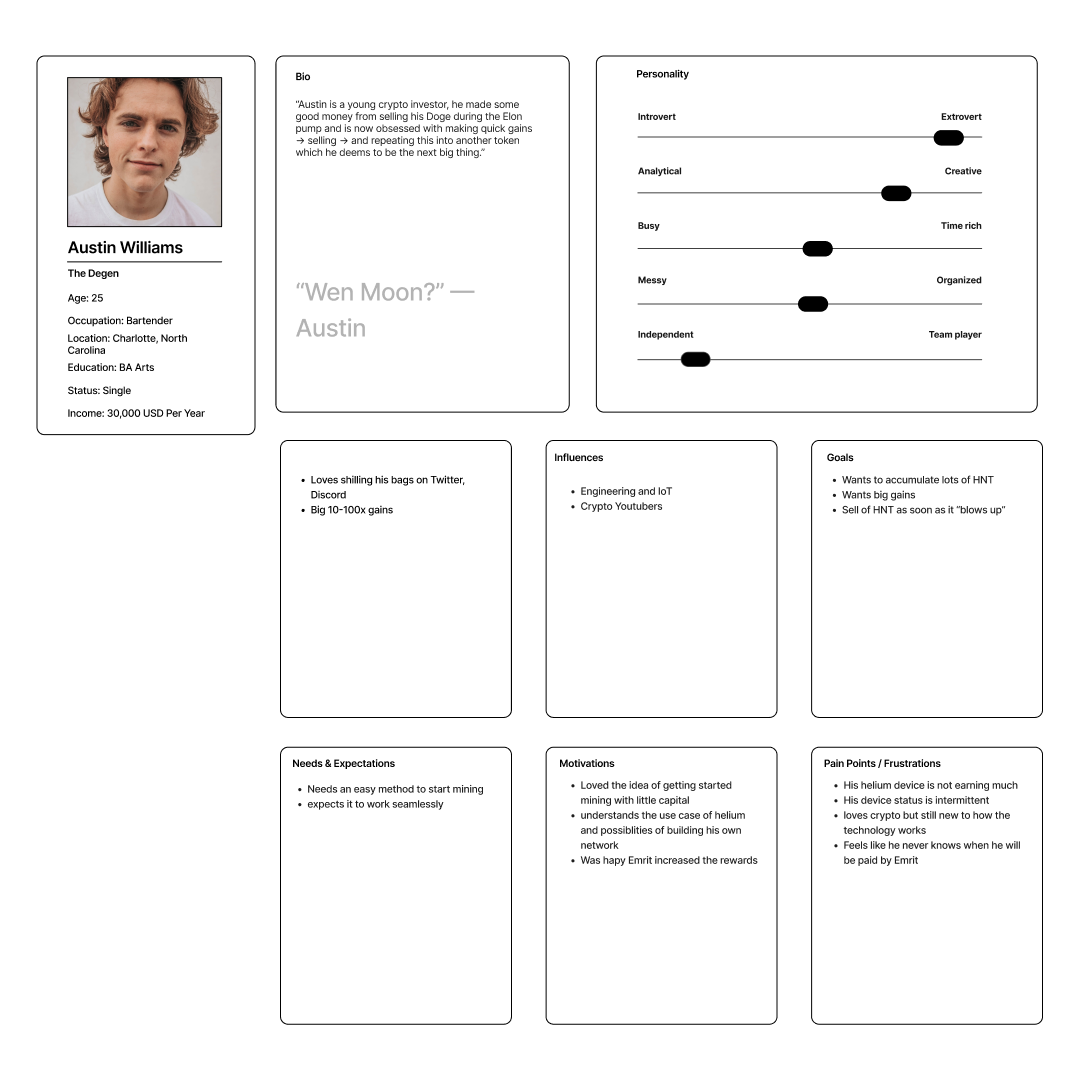 Austin Williams
The Degen
Age: 25
Occupation: Bartender
Location: Charlotte, North
Carolina
Education: BA Arts
Status: Single
Income: 30,000 USD Per Year
Bio
“Austin is a young crypto investor, he made some
good money from selling his Doge during the Elon
pump and is now obsessed with making quick gains
→ selling → and repeating this into another token
which he deems to be the next big thing.”
“Wen Moon?” —
Austin
Personality
Introvert Extrovert
Analytical Creative
Busy Time rich
Messy Organized
Independent Team player
• Loves shilling his bags on Twitter,
Discord
• Big 10-100x gains
Influences
• Engineering and IoT
• Crypto Youtubers
Goals
• Wants to accumulate lots of HNT
• Wants big gains
• Sell of HNT as soon as it “blows up”
Needs & Expectations
• Needs an easy method to start mining
• expects it to work seamlessly
Motivations
• Loved the idea of getting started
mining with little capital
• understands the use case of helium
and possiblities of building his own
network
• Was hapy Emrit increased the rewards
Pain Points / Frustrations
• His helium device is not earning much
• His device status is intermittent
• loves crypto but still new to how the
technology works
• Feels like he never knows when he will
be paid by Emrit